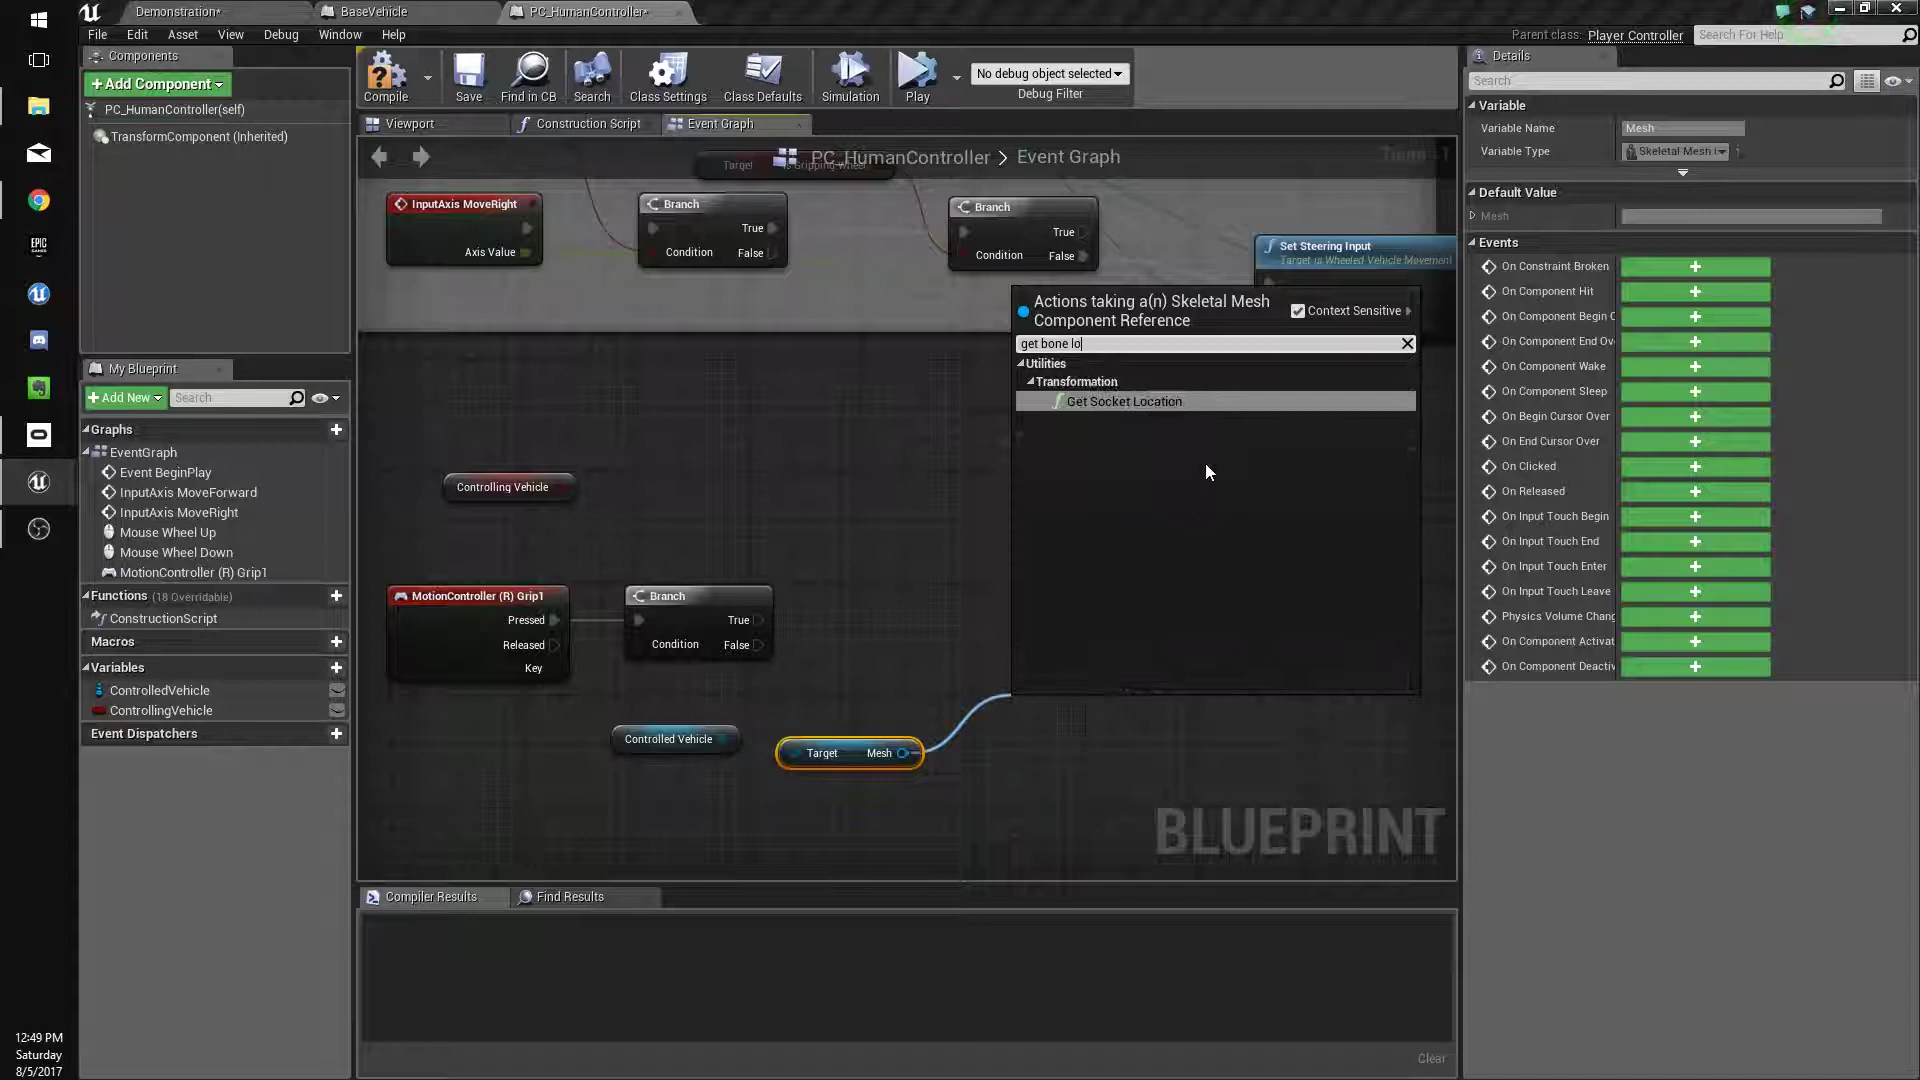 Demonstration*
BaseVehicle
PC_HumanController*
File Edit Asset View Debug Window Help
Parent class: Player Controller
Search For Help
Components
+Add Component
PC_HumanController(self)
TransformComponent (Inherited)
Compile
Save
Find in CB
Search
Class Settings
Class Defaults
Simulation
Play
No debug object selected
Debug Filter
Viewport
Construction Script
Event Graph
PC_HumanController > Event Graph
Target Is Gripping Wheel
InputAxis MoveRight
Axis Value
Branch
True
Condition
False
Branch
True
Condition
False
Set Steering Input
Target is Wheeled Vehicle Movement
Actions taking a(n) Skeletal Mesh
Component Reference
Context Sensitive
get bone lo
Utilities
Transformation
Get Socket Location
Controlling Vehicle
MotionController (R) Grip1
Pressed
Released
Key
Branch
True
Condition
False
Controlled Vehicle
Target Mesh
BLUEPRINT
My Blueprint
+Add New
Search
Graphs
EventGraph
Event BeginPlay
InputAxis MoveForward
InputAxis MoveRight
Mouse Wheel Up
Mouse Wheel Down
MotionController (R) Grip1
Functions (18 Overridable)
ConstructionScript
Macros
Variables
ControlledVehicle
ControllingVehicle
Event Dispatchers
Compiler Results
Find Results
Clear
Details
Search
Variable
Variable Name Mesh
Variable Type Skeletal Mesh
Default Value
Mesh
Events
On Constraint Broken
On Component Hit
On Component Begin
On Component End Ov
On Component Wake
On Component Sleep
On Begin Cursor Over
On End Cursor Over
On Clicked
On Released
On Input Touch Begin
On Input Touch End
On Input Touch Enter
On Input Touch Leave
Physics Volume Chang
On Component Activat
On Component Deactiv
EPIC
GAMES
12:49 PM
Saturday
8/5/2017